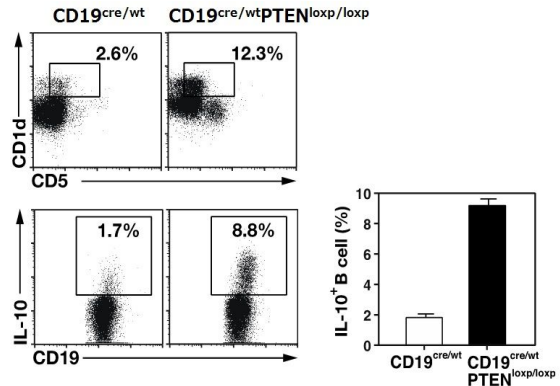 CD19cre/wt CD19cre/wtPTENloxp/loxp
2.6% 12.3%
CD1d
CD5
1.7% 8.8%
IL-10
CD19
10
8
6
4
2
0
IL-10+ B cell (%)
CD19cre/wt CD19cre/wt
PTENloxp/loxp